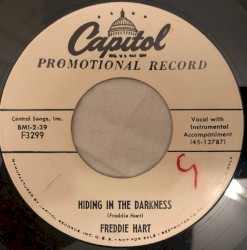 Capitol
PROMOTIONAL RECORD
Central Songs, Inc.
BMI-2:39
F3299
Vocal with
Instrumental
Accompaniment
(45-13787)
HIDING IN THE DARKNESS
(Freddie Hart)
FREDDIE HART